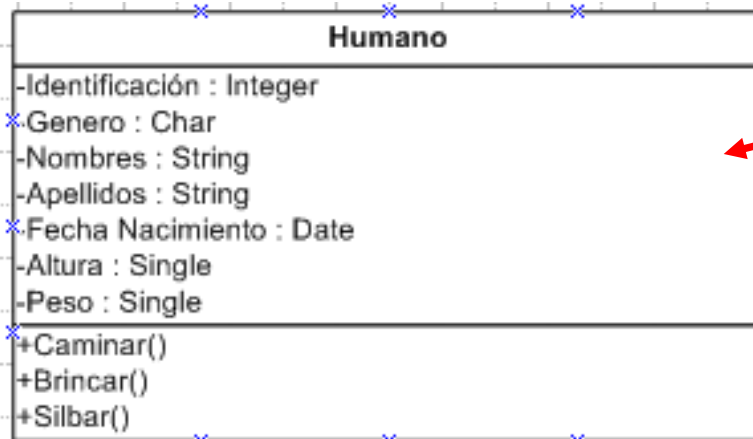 Humano
-Identificación : Integer
-Genero : Char
-Nombres : String
-Apellidos : String
-Fecha Nacimiento : Date
-Altura : Single
-Peso : Single
+Caminar()
+Brincar()
+Silbar()